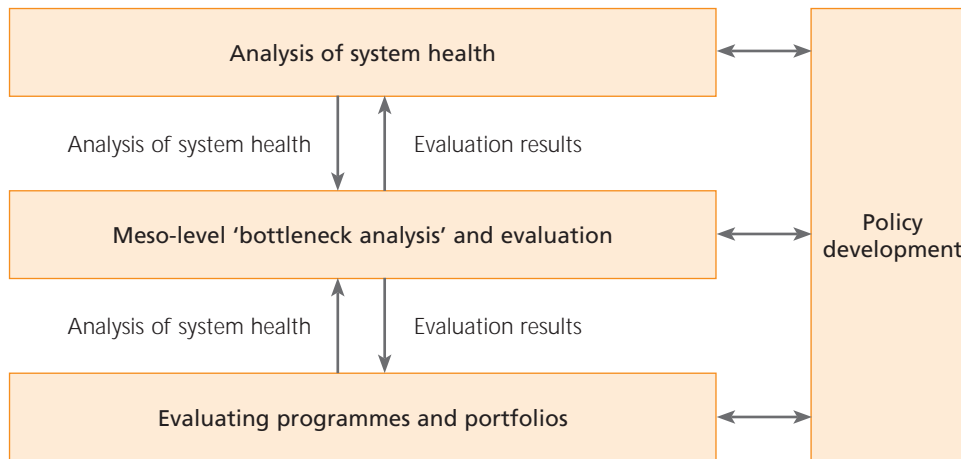 Analysis of system health
Analysis of system health
Evaluation results
Meso-level ‘bottleneck analysis’ and evaluation
Policy
development
Analysis of system health
Evaluation results
Evaluating programmes and portfolios